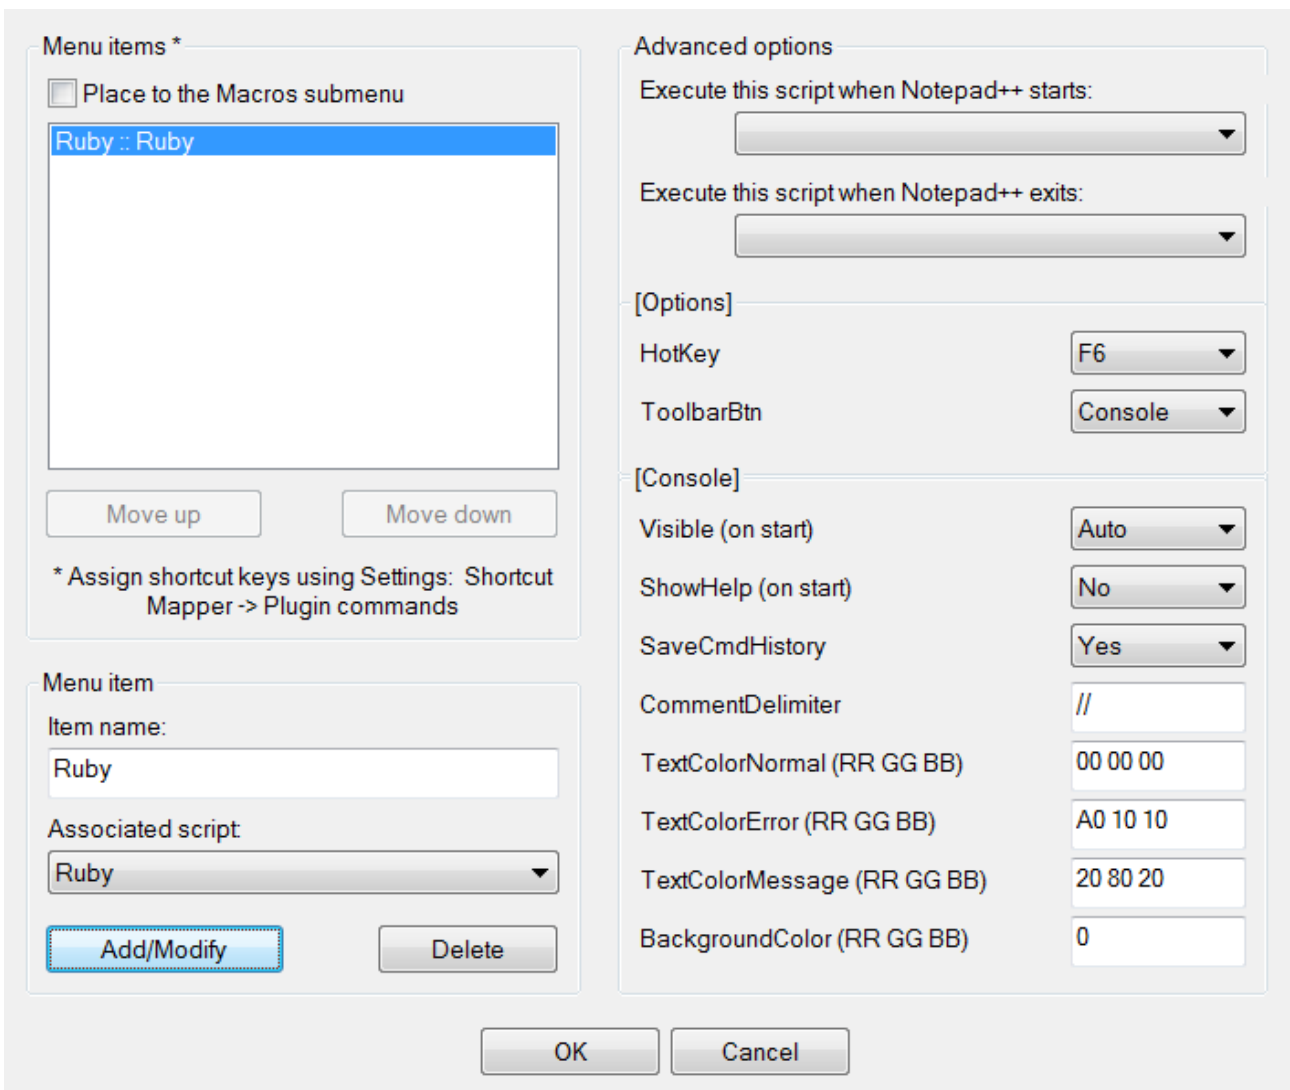 Menu items *
Place to the Macros submenu
Ruby :: Ruby
Move up
Move down
* Assign shortcut keys using Settings: Shortcut
Mapper -> Plugin commands
Menu item
Item name:
Ruby
Associated script:
Ruby
Add/Modify
Delete
Advanced options
Execute this script when Notepad++ starts:
Execute this script when Notepad++ exits:
[Options]
HotKey
F6
ToolbarBtn
Console
[Console]
Visible (on start)
Auto
ShowHelp (on start)
No
SaveCmdHistory
Yes
CommentDelimiter
//
TextColorNormal (RR GG BB)
00 00 00
TextColorError (RR GG BB)
A0 10 10
TextColorMessage (RR GG BB)
20 80 20
BackgroundColor (RR GG BB)
0
OK
Cancel